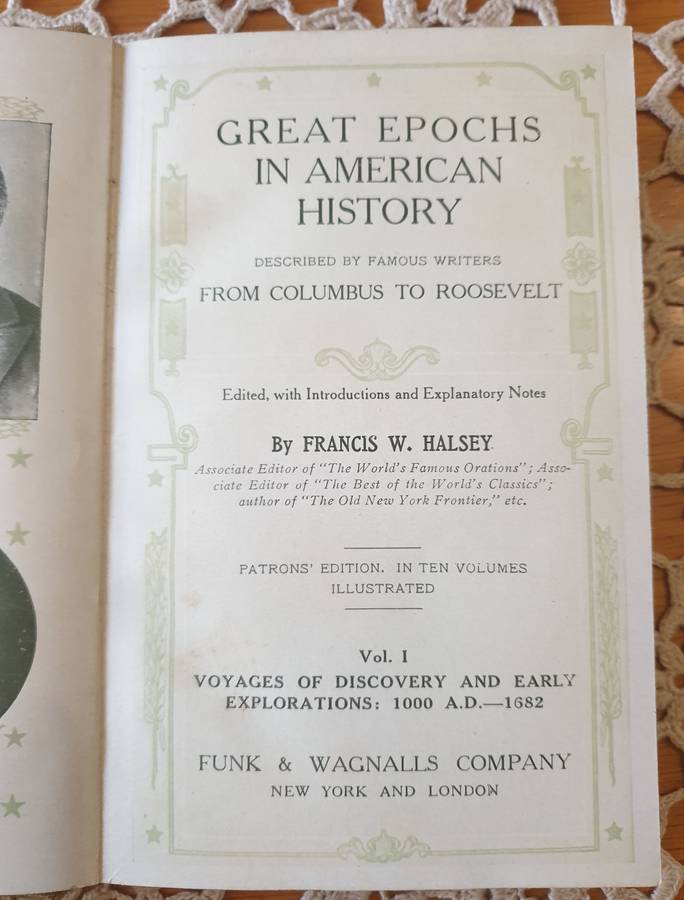 GREAT EPOCHS
IN AMERICAN
HISTORY
DESCRIBED BY FAMOUS WRITERS
FROM COLUMBUS TO ROOSEVELT
Edited, with Introductions and Explanatory Notes
By FRANCIS W. HALSEY
Associate Editor of "The World's Famous Orations"; Asso-
ciate Editor of "The Best of the World's Classics";
author of "The Old New York Frontier," etc.
PATRONS' EDITION. IN TEN VOLUMES
ILLUSTRATED
Vol. I
VOYAGES OF DISCOVERY AND EARLY
EXPLORATIONS: 1000 A.D.—1682
FUNK & WAGNALLS COMPANY
NEW YORK AND LONDON